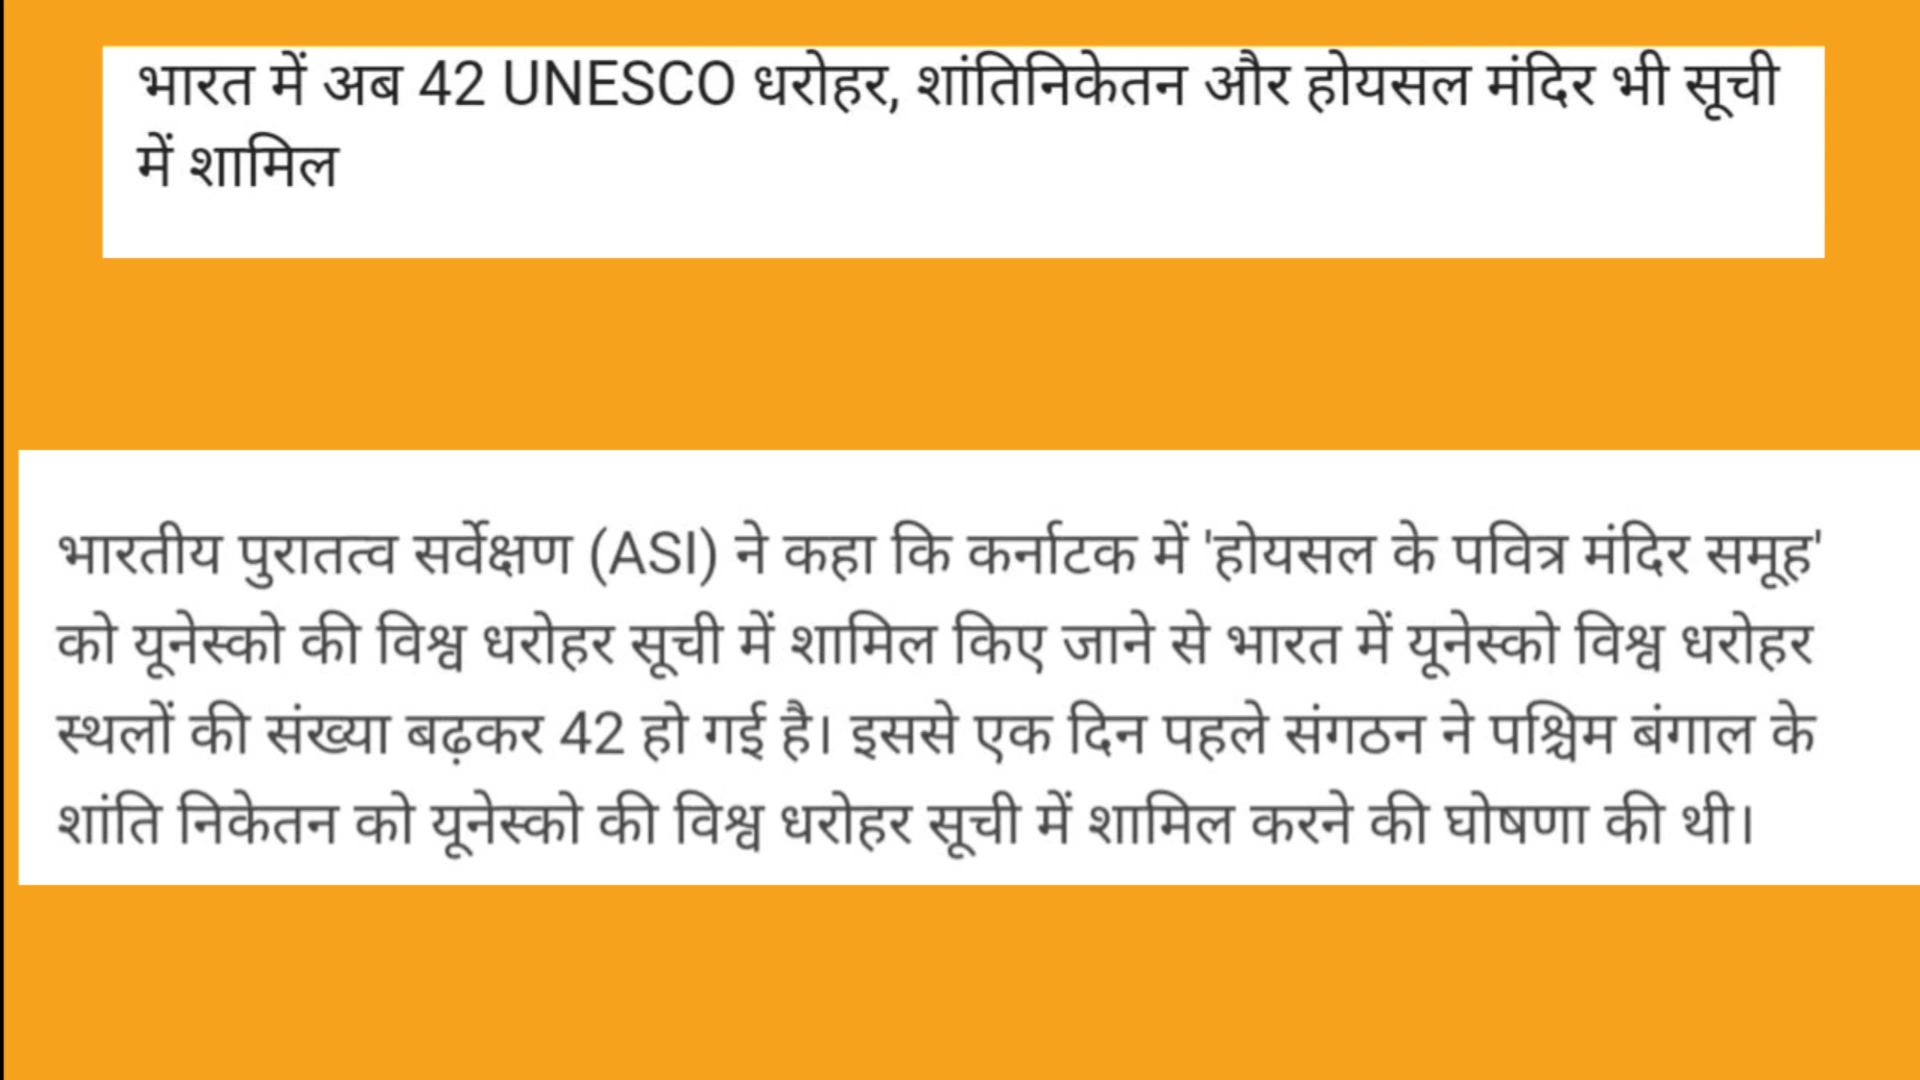 भारत में अब 42 UNESCO धरोहर, शांतिनिकेतन और होयसल मंदिर भी सूची
में शामिल
भारतीय पुरातत्व सर्वेक्षण (ASI) ने कहा कि कर्नाटक में 'होयसल के पवित्र मंदिर समूह'
को यूनेस्को की विश्व धरोहर सूची में शामिल किए जाने से भारत में यूनेस्को विश्व धरोहर
स्थलों की संख्या बढ़कर 42 हो गई है। इससे एक दिन पहले संगठन ने पश्चिम बंगाल के
शांति निकेतन को यूनेस्को की विश्व धरोहर सूची में शामिल करने की घोषणा की थी।